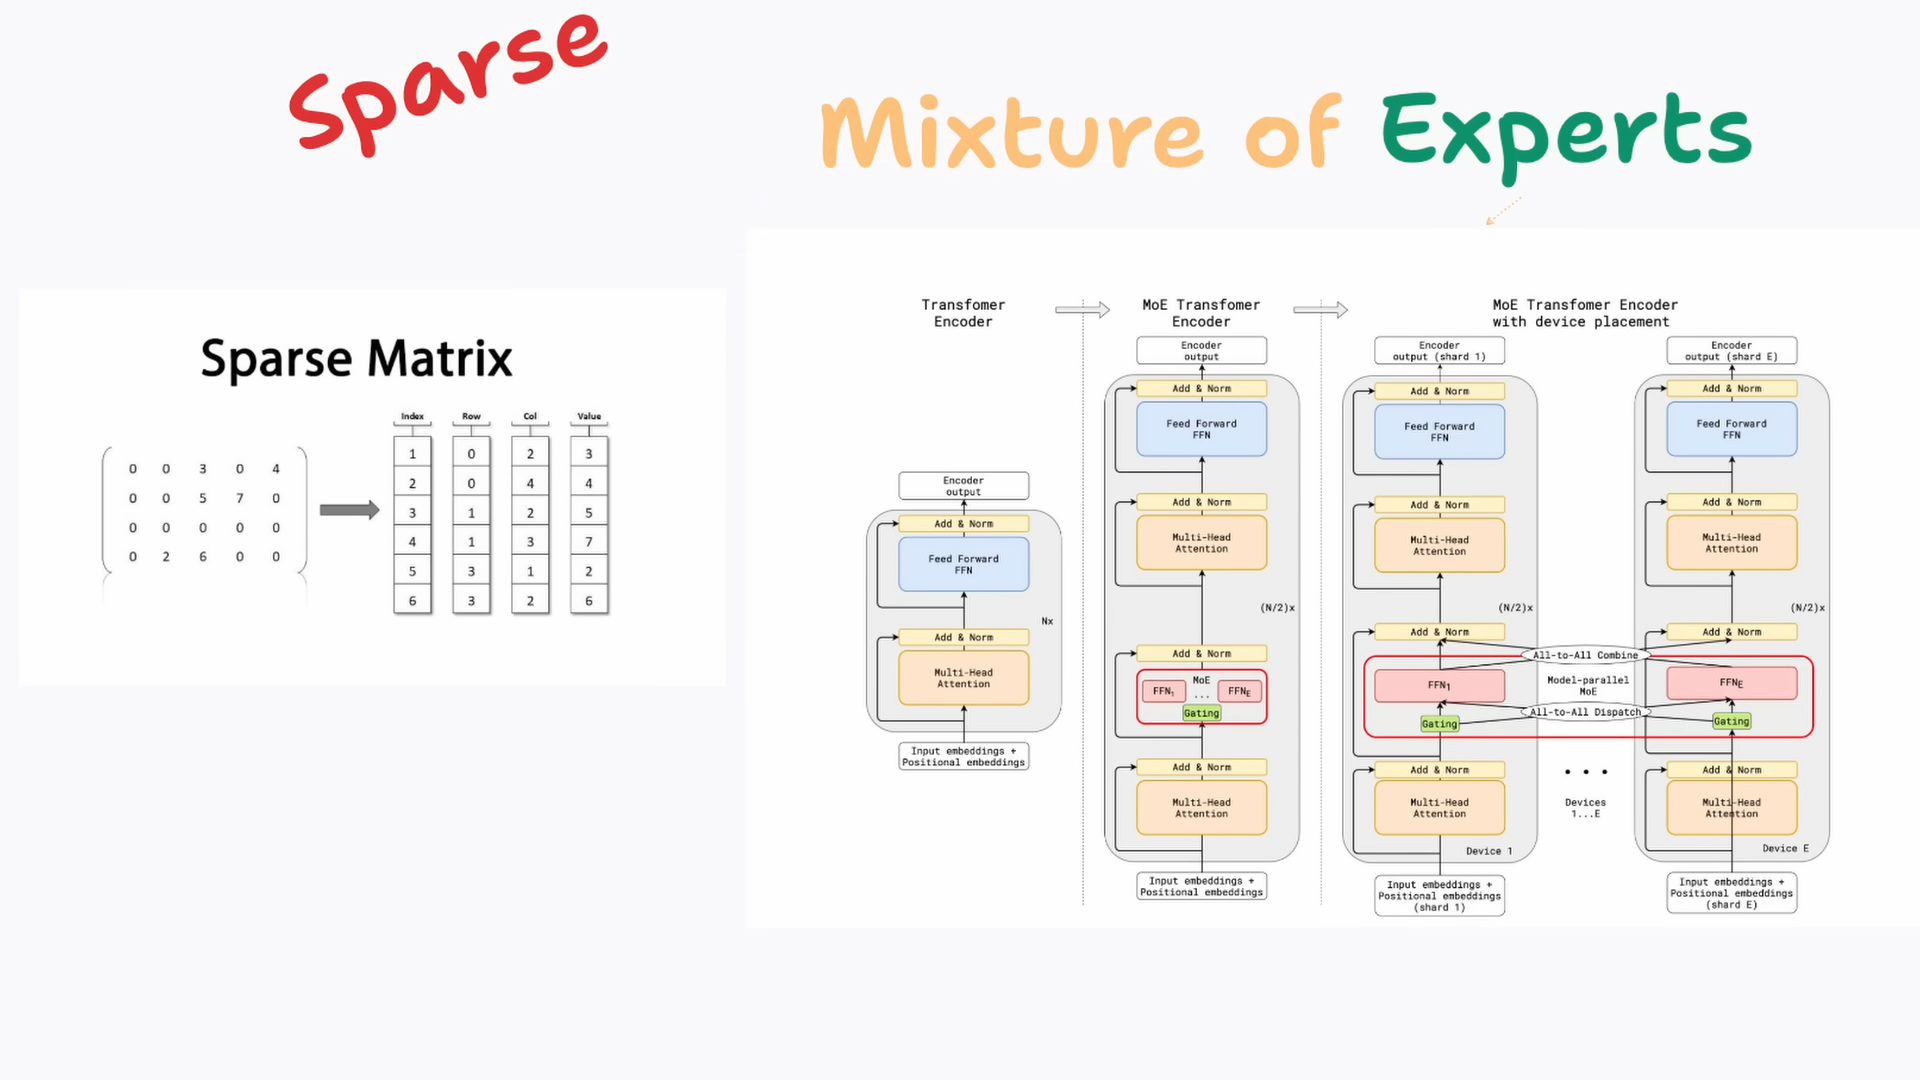 Sparse
Mixture of Experts
Sparse Matrix
Index Row Col Value
0 0 3 0 4
0 0 5 7 0
0 0 0 0 0
0 2 6 0 0
1 0 2 3
2 0 4 4
3 1 2 5
4 1 3 7
5 3 1 2
6 3 2 6
Transfomer
Encoder
Encoder
output
Add & Norm
Feed Forward
FFN
Nx
Add & Norm
Multi-Head
Attention
Input embeddings +
Positional embeddings
MoE Transfomer
Encoder
Encoder
output
Add & Norm
Feed Forward
FFN
Add & Norm
Multi-Head
Attention
(N/2)x
Add & Norm
MoE
FFN1 ... FFNE
Gating
Add & Norm
Multi-Head
Attention
Input embeddings +
Positional embeddings
MoE Transfomer Encoder
with device placement
Encoder
output (shard 1)
Add & Norm
Feed Forward
FFN
Add & Norm
Multi-Head
Attention
(N/2)x
Add & Norm
FFN1
Gating
Add & Norm
Multi-Head
Attention
Device 1
Input embeddings +
Positional embeddings
(shard 1)
All-to-All Combine
Model-parallel
MoE
All-to-All Dispatch
• • •
Devices
1...E
Encoder
output (shard E)
Add & Norm
Feed Forward
FFN
Add & Norm
Multi-Head
Attention
(N/2)x
Add & Norm
FFNE
Gating
Add & Norm
Multi-Head
Attention
Device E
Input embeddings +
Positional embeddings
(shard E)